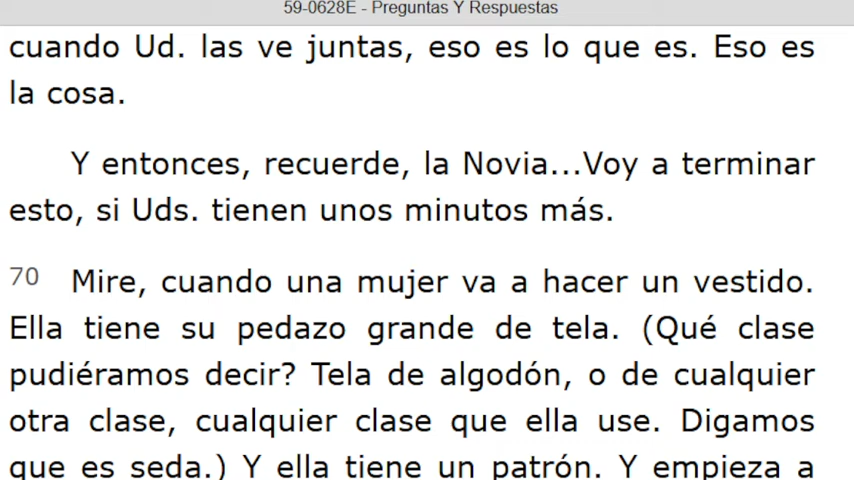 59-0628E - Preguntas Y Respuestas
cuando Ud. las ve juntas, eso es lo que es. Eso es
la cosa.
Y entonces, recuerde, la Novia...Voy a terminar
esto, si Uds. tienen unos minutos más.
70 Mire, cuando una mujer va a hacer un vestido.
Ella tiene su pedazo grande de tela. (Qué clase
pudiéramos decir? Tela de algodón, o de cualquier
otra clase, cualquier clase que ella use. Digamos
que es seda.) Y ella tiene un patrón. Y empieza a